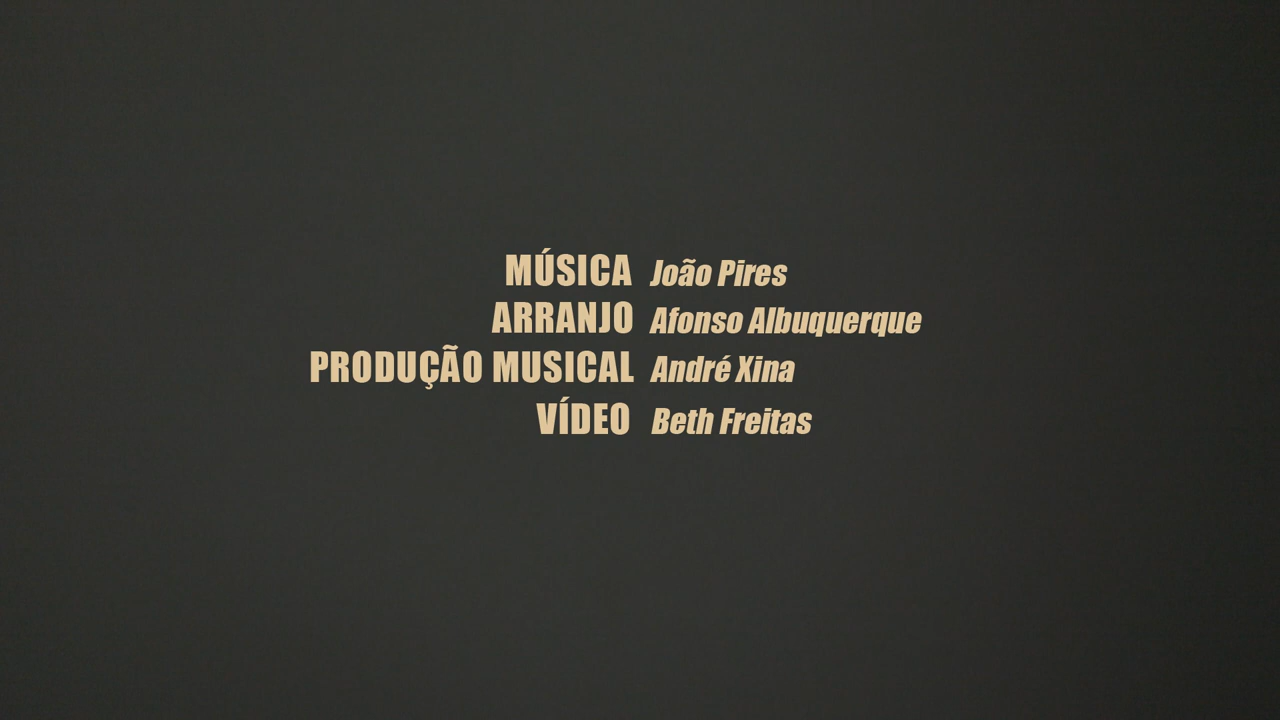 MÚSICA João Pires
ARRANJO Afonso Albuquerque
PRODUÇÃO MUSICAL André Xina
VÍDEO Beth Freitas